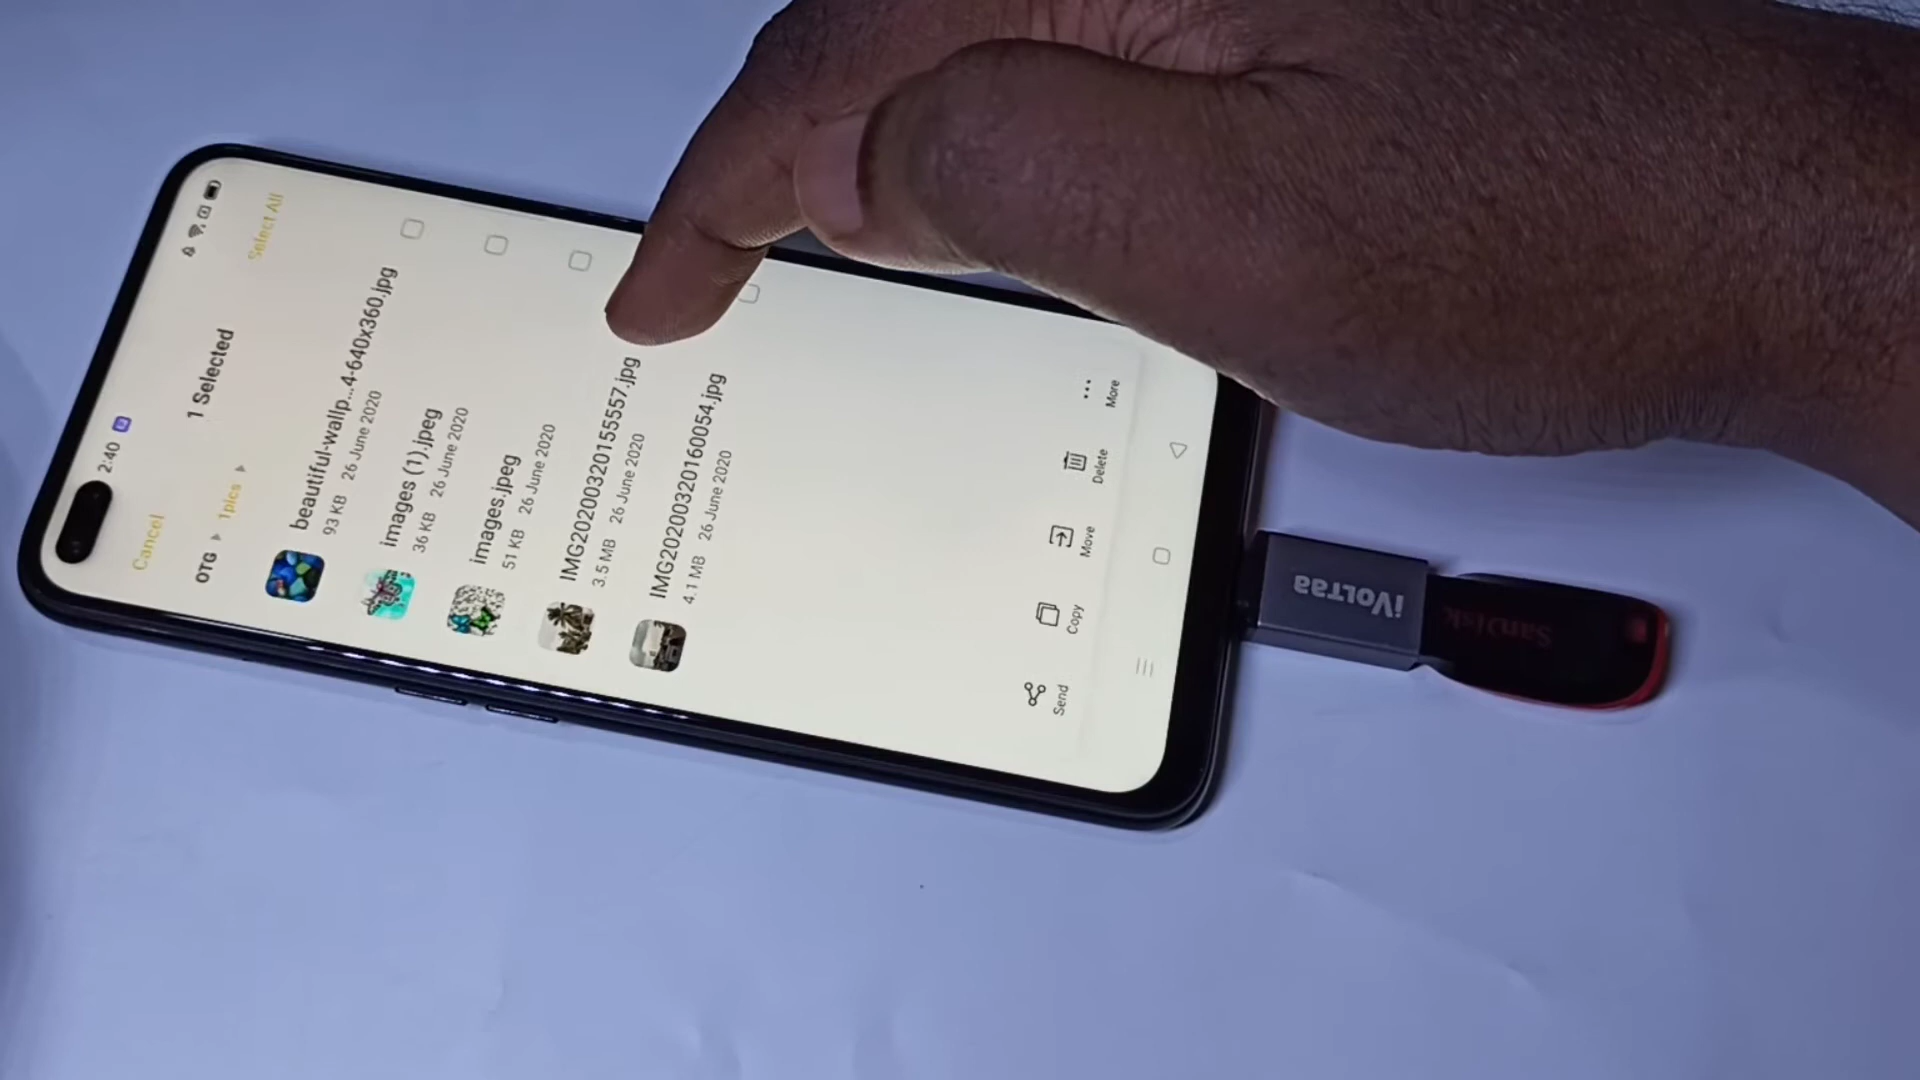 2:40
Cancel
1 Selected
Select All
OTG
1pics
beautiful-wallp...4-640x360.jpg
93 KB 26 June 2020
images (1).jpeg
36 KB 26 June 2020
images.jpeg
51 KB 26 June 2020
IMG20200320155557.jpg
3.5 MB 26 June 2020
IMG20200320160054.jpg
4.1 MB 26 June 2020
Send
Copy
Move
Delete
More
iVoltaa
SanDisk